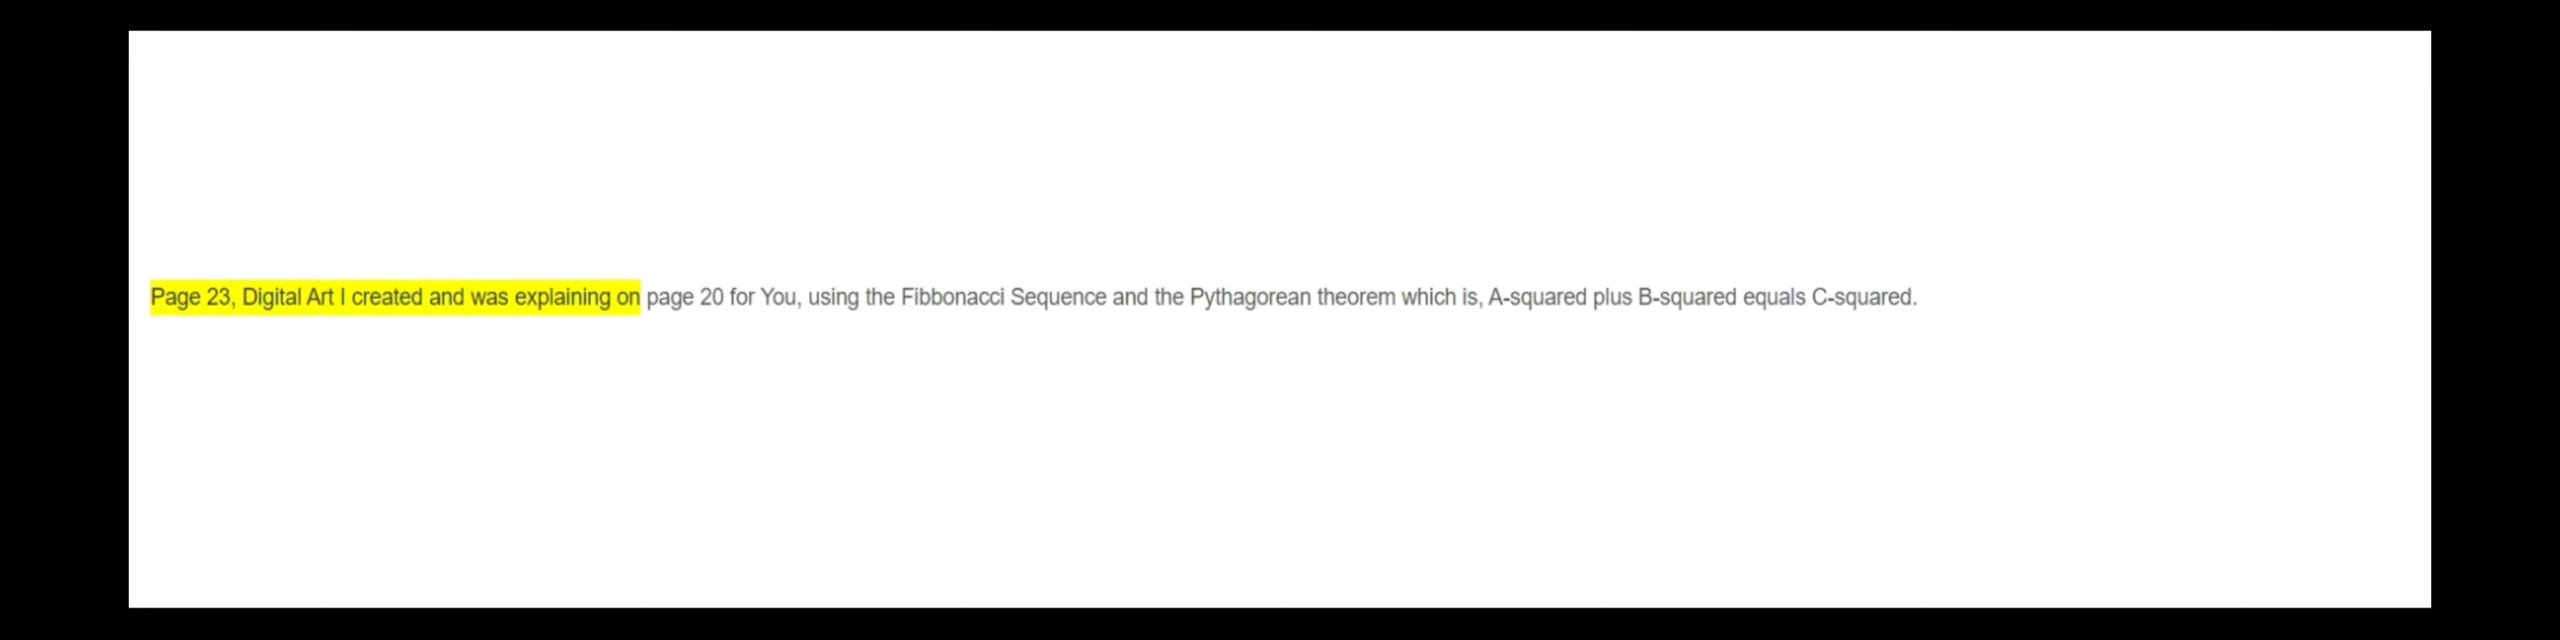 Page 23, Digital Art I created and was explaining on page 20 for You, using the Fibbonacci Sequence and the Pythagorean theorem which is, A-squared plus B-squared equals C-squared.